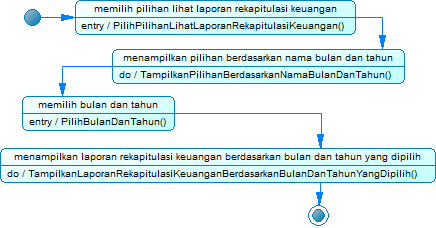 memilih pilihan lihat laporan rekapitulasi keuangan
entry / PilihPilihanLihatLaporanRekapitulasiKeuangan()
menampilkan pilihan berdasarkan nama bulan dan tahun
do / TampilkanPilihanBerdasarkanNamaBulanDanTahun()
memilih bulan dan tahun
entry / PilihBulanDanTahun()
menampilkan laporan rekapitulasi keuangan berdasarkan bulan dan tahun yang dipilih
do / TampilkanLaporanRekapitulasiKeuanganBerdasarkanBulanDanTahunYangDipilih()